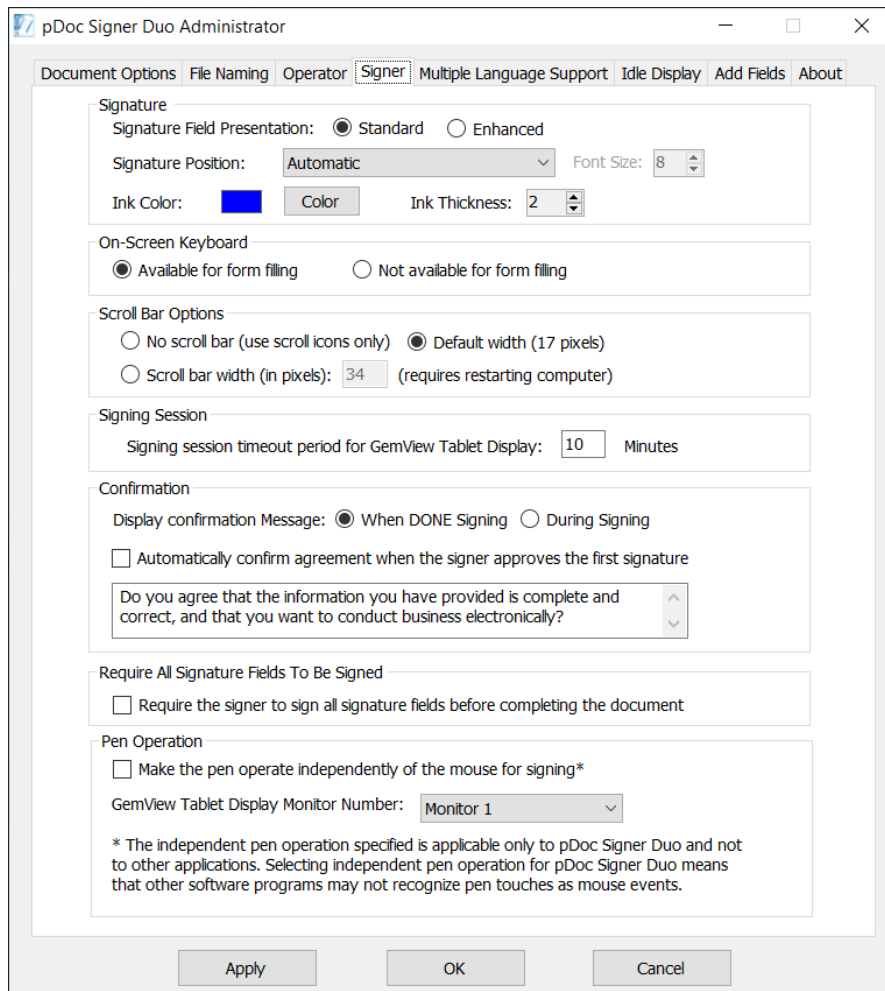 pDoc Signer Duo Administrator
Document Options File Naming Operator Signer Multiple Language Support Idle Display Add Fields About
Signature
Signature Field Presentation: Standard Enhanced
Signature Position: Automatic Font Size: 8
Ink Color: Color Ink Thickness: 2
On-Screen Keyboard
Available for form filling Not available for form filling
Scroll Bar Options
No scroll bar (use scroll icons only) Default width (17 pixels)
Scroll bar width (in pixels): 34 (requires restarting computer)
Signing Session
Signing session timeout period for GemView Tablet Display: 10 Minutes
Confirmation
Display confirmation Message: When DONE Signing During Signing
Automatically confirm agreement when the signer approves the first signature
Do you agree that the information you have provided is complete and
correct, and that you want to conduct business electronically?
Require All Signature Fields To Be Signed
Require the signer to sign all signature fields before completing the document
Pen Operation
Make the pen operate independently of the mouse for signing*
GemView Tablet Display Monitor Number: Monitor 1
* The independent pen operation specified is applicable only to pDoc Signer Duo and not
to other applications. Selecting independent pen operation for pDoc Signer Duo means
that other software programs may not recognize pen touches as mouse events.
Apply OK Cancel